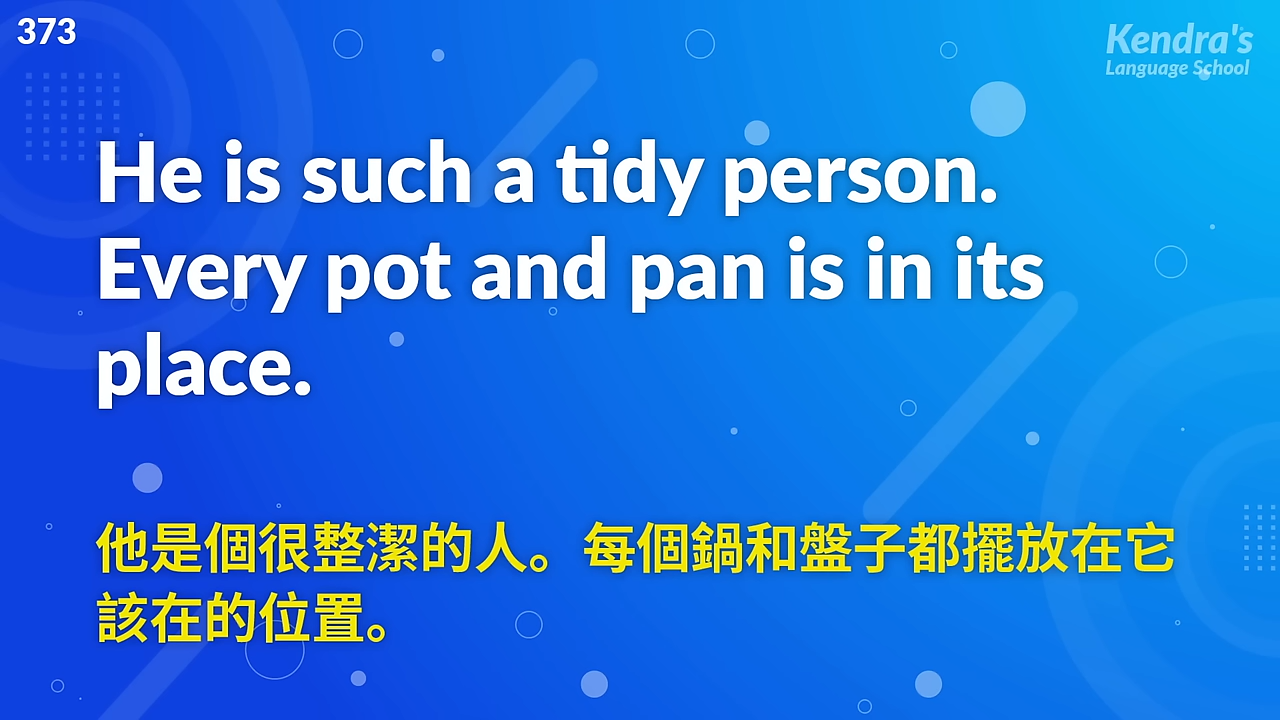 373
Kendra's
Language School
He is such a tidy person.
Every pot and pan is in its
place.
他是個很整潔的人。每個鍋和盤子都擺放在它
該在的位置。